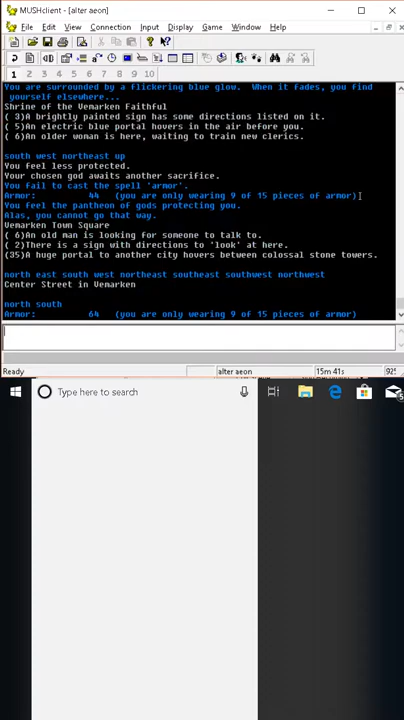 MUSHclient - [alter aeon]
File Edit View Connection Input Display Game Window Help
1 2 3 4 5 6 7 8 9 10
You are surrounded by a flickering blue glow. When it fades, you find
yourself elsewhere...
Shrine of the Vemarken Faithful
( 3)A brightly painted sign has some directions listed on it.
( 5)An electric blue portal hovers in the air before you.
( 6)An older woman is here, waiting to train new clerics.
south west northeast up
You feel less protected.
Your chosen god awaits another sacrifice.
You fail to cast the spell 'armor'.
Armor: 44 (you are only wearing 9 of 15 pieces of armor)
You feel the pantheon of gods protecting you.
Alas, you cannot go that way.
Vemarken Town Square
( 6)An old man is looking for someone to talk to.
( 2)There is a sign with directions to 'look' at here.
(35)A huge portal to another city hovers between colossal stone towers.
north east south west northeast southeast southwest northwest
Center Street in Vemarken
north south
Armor: 64 (you are only wearing 9 of 15 pieces of armor)
Ready alter aeon 15m 41s
Type here to search